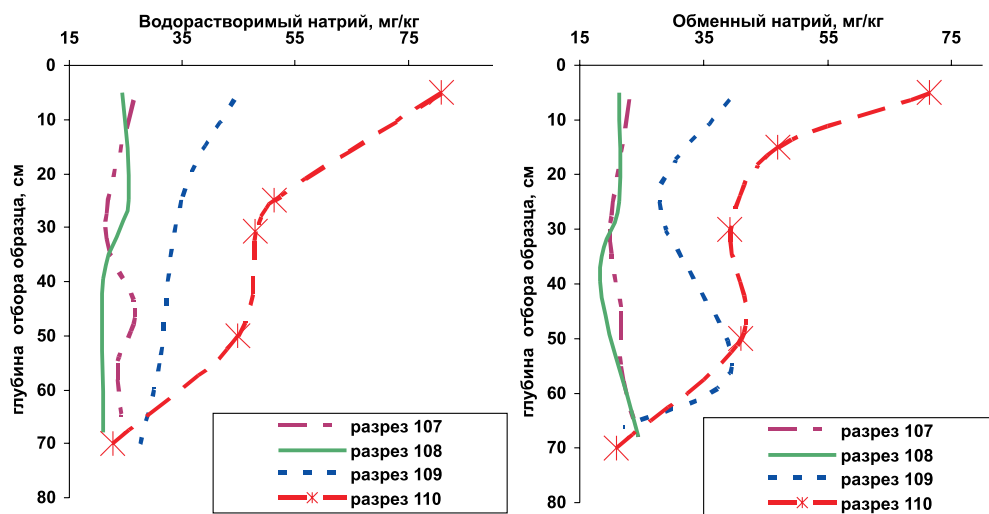 Водорастворимый натрий, мг/кг
15 35 55 75
0
10
20
30
40
50
60
70
80
глубина отбора образца, см
разрез 107
разрез 108
разрез 109
разрез 110
Обменный натрий, мг/кг
15 35 55 75
0
10
20
30
40
50
60
70
80
глубина отбора образца, см
разрез 107
разрез 108
разрез 109
разрез 110